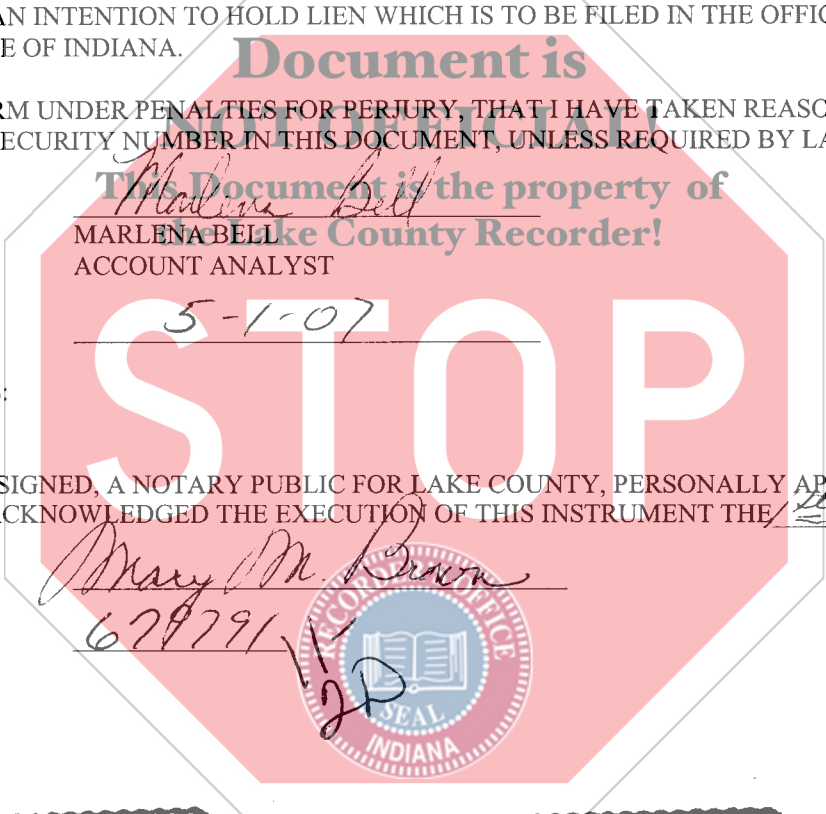 AN INTENTION TO HOLD LIEN WHICH IS TO BE FILED IN THE OFFIC
E OF INDIANA.
Document is
RM UNDER PENALTIES FOR PERJURY, THAT I HAVE TAKEN REASO
NOT OFFICIAL!
ECURITY NUMBER IN THIS DOCUMENT, UNLESS REQUIRED BY LA
Marlena Bell
This Document is the property of
MARLENA BELL
the Lake County Recorder!
ACCOUNT ANALYST
5-1-07
STOP
SIGNED, A NOTARY PUBLIC FOR LAKE COUNTY, PERSONALLY AP
ACKNOWLEDGED THE EXECUTION OF THIS INSTRUMENT THE
Mary M. Brown
RECORDER'S OFFICE
SEAL
INDIANA